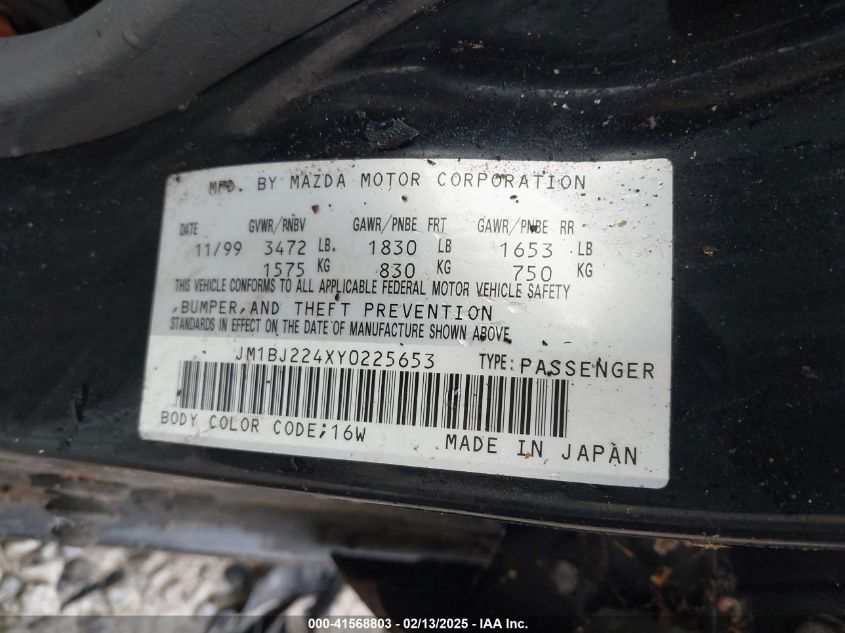 MFD. BY MAZDA MOTOR CORPORATION
DATE GVWR/PNBV GAWR/PNBE FRT GAWR/PNBE RR
11/99 3472 LB. 1830 LB 1653 LB
1575 KG 830 KG 750 KG
THIS VEHICLE CONFORMS TO ALL APPLICABLE FEDERAL MOTOR VEHICLE SAFETY
,BUMPER,AND THEFT PREVENTION
STANDARDS IN EFFECT ON THE DATE OF MANUFACTURE SHOWN ABOVE.
JM1BJ224XY0225653 TYPE:PASSENGER
BODY COLOR CODE;16W MADE IN JAPAN
000-41568803 - 02/13/2025 - IAA Inc.